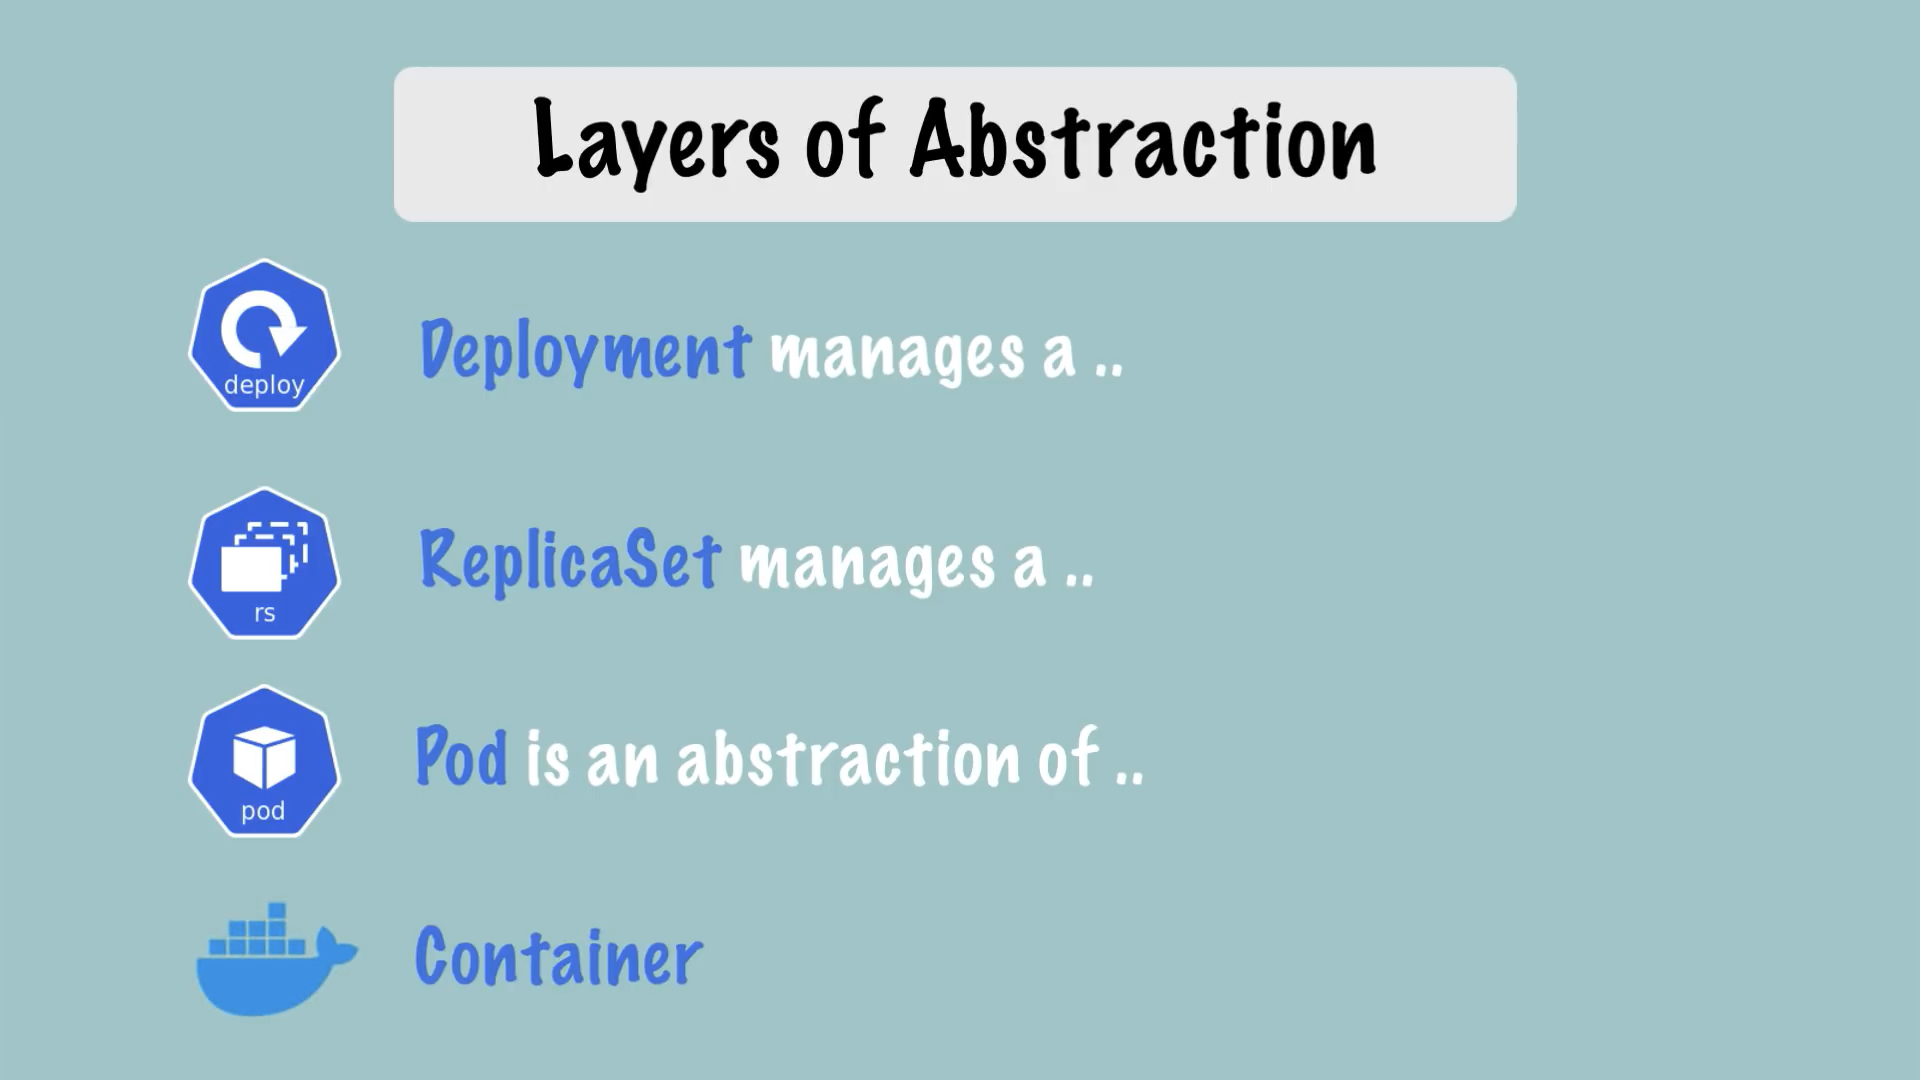 Layers of Abstraction
deploy
Deployment manages a ..
rs
ReplicaSet manages a ..
pod
Pod is an abstraction of ..
Container